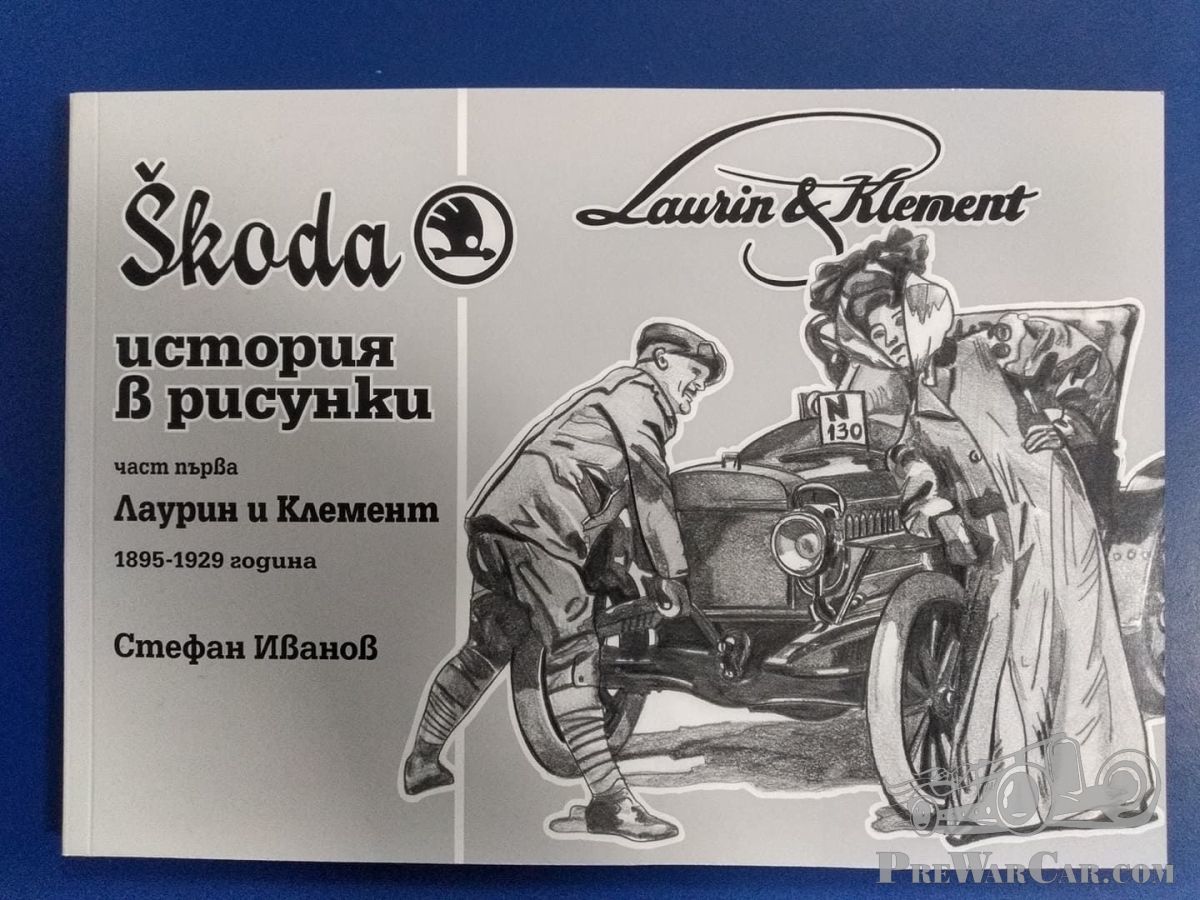 Škoda
история
в рисунки
част първа
Лаурин и Клемент
1895-1929 година
Стефан Иванов
Laurin & Klement
N
130
PreWarCar.com